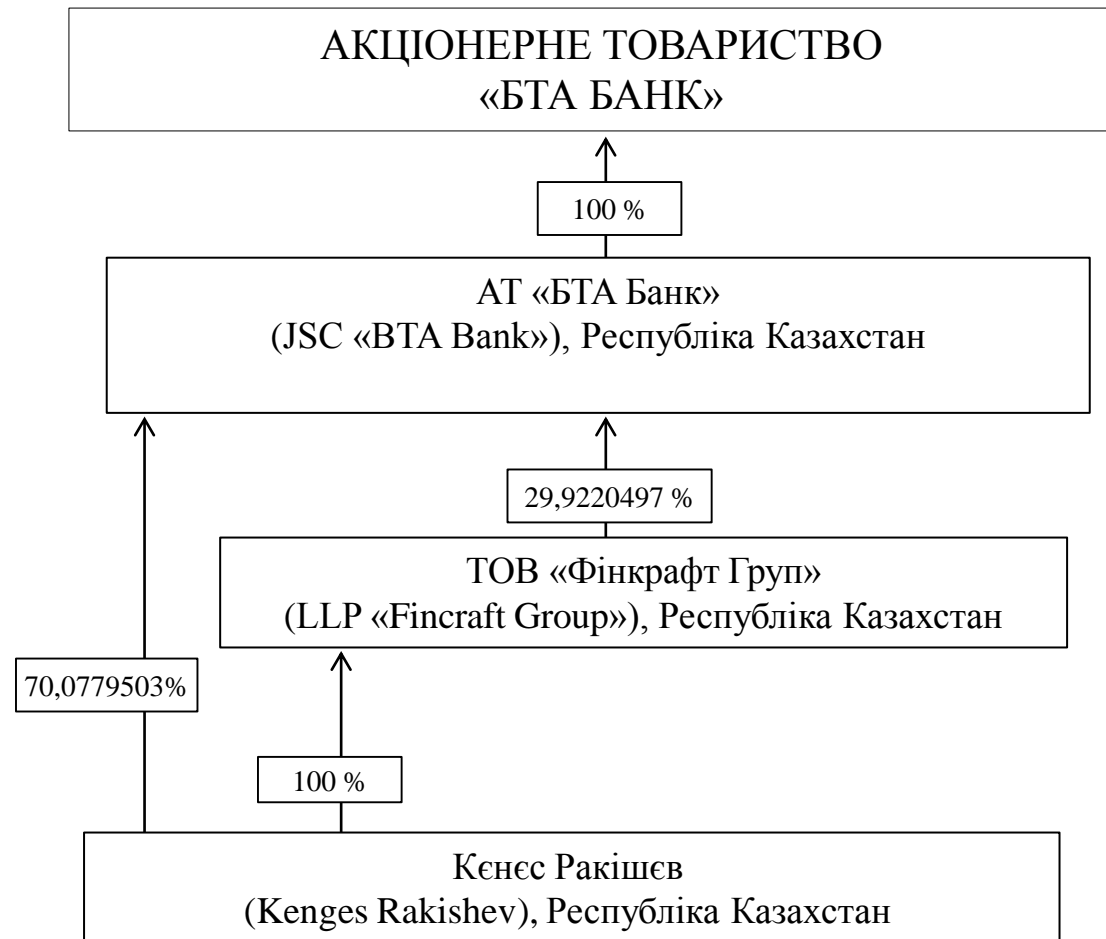 АКЦІОНЕРНЕ ТОВАРИСТВО
«БТА БАНК»
100 %
АТ «БТА Банк»
(JSC «BTA Bank»), Республіка Казахстан
29,9220497 %
ТОВ «Фінкрафт Груп»
(LLP «Fincraft Group»), Республіка Казахстан
70,0779503%
100 %
Кєнєс Ракішєв
(Kenges Rakishev), Республіка Казахстан